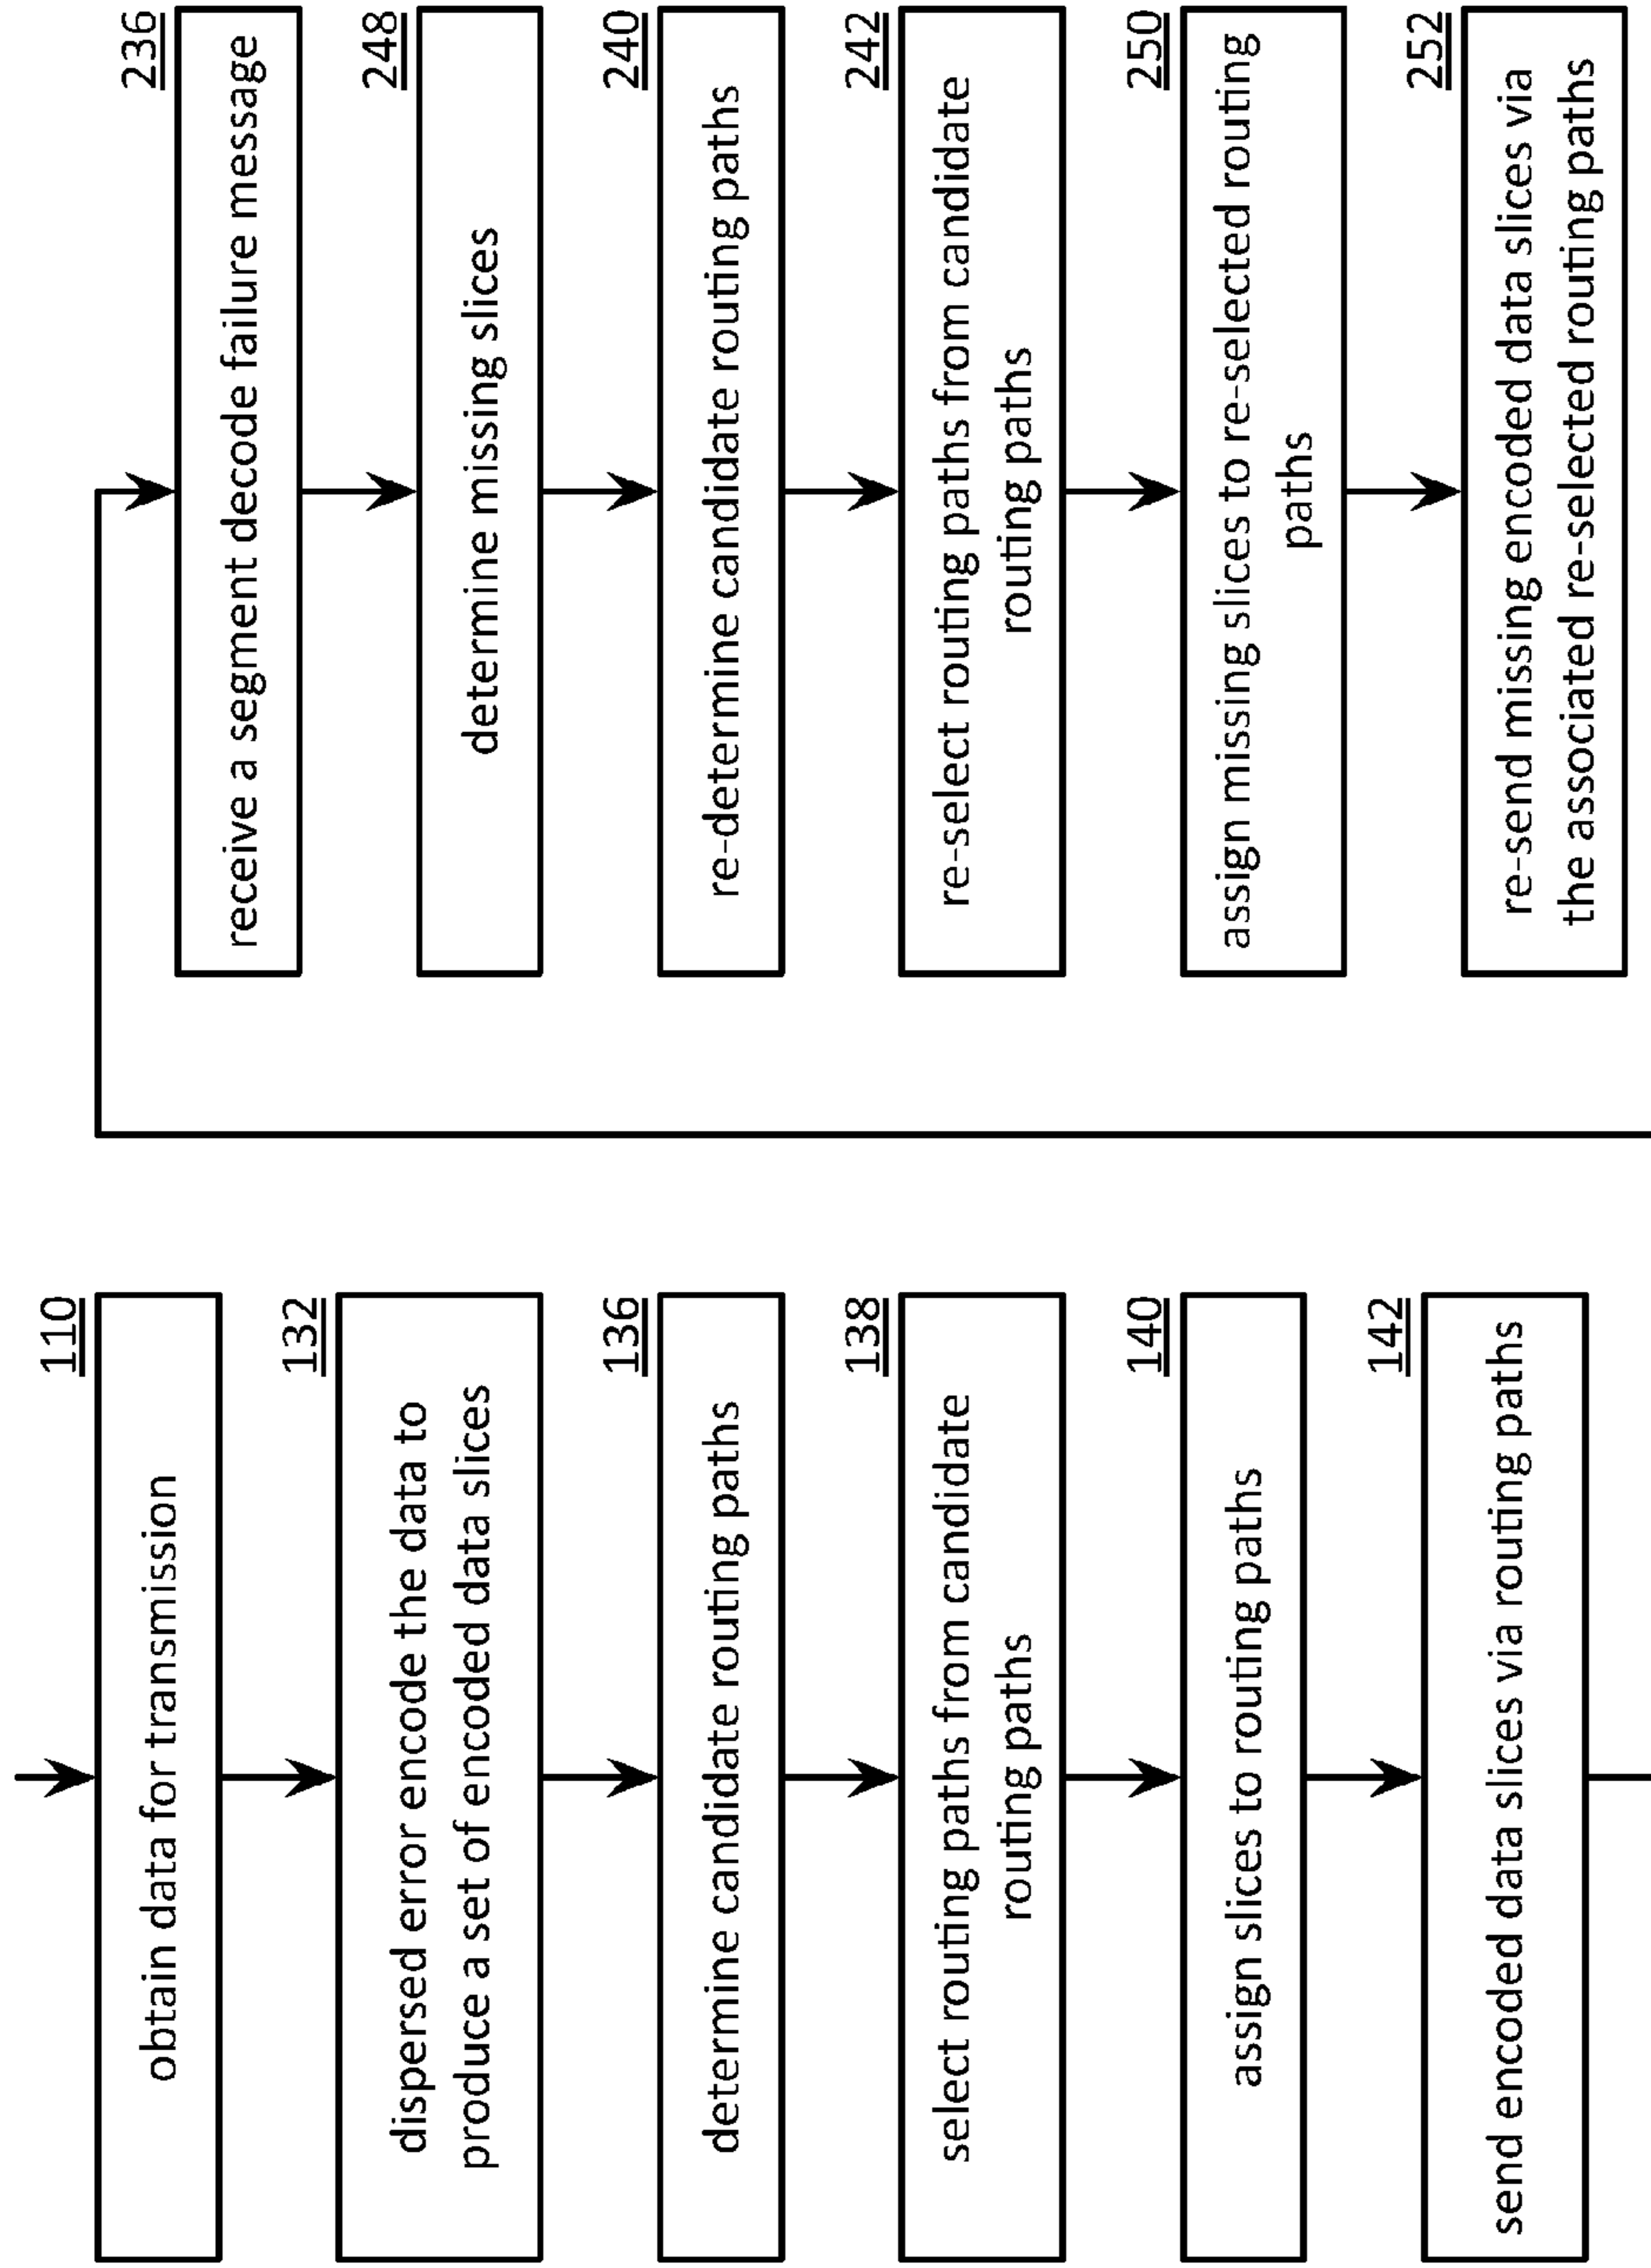 110
obtain data for transmission
132
dispersed error encode the data to
produce a set of encoded data slices
136
determine candidate routing paths
138
select routing paths from candidate
routing paths
140
assign slices to routing paths
142
send encoded data slices via routing paths
236
receive a segment decode failure message
248
determine missing slices
240
re-determine candidate routing paths
242
re-select routing paths from candidate
routing paths
250
assign missing slices to re-selected routing
paths
252
re-send missing encoded data slices via
the associated re-selected routing paths